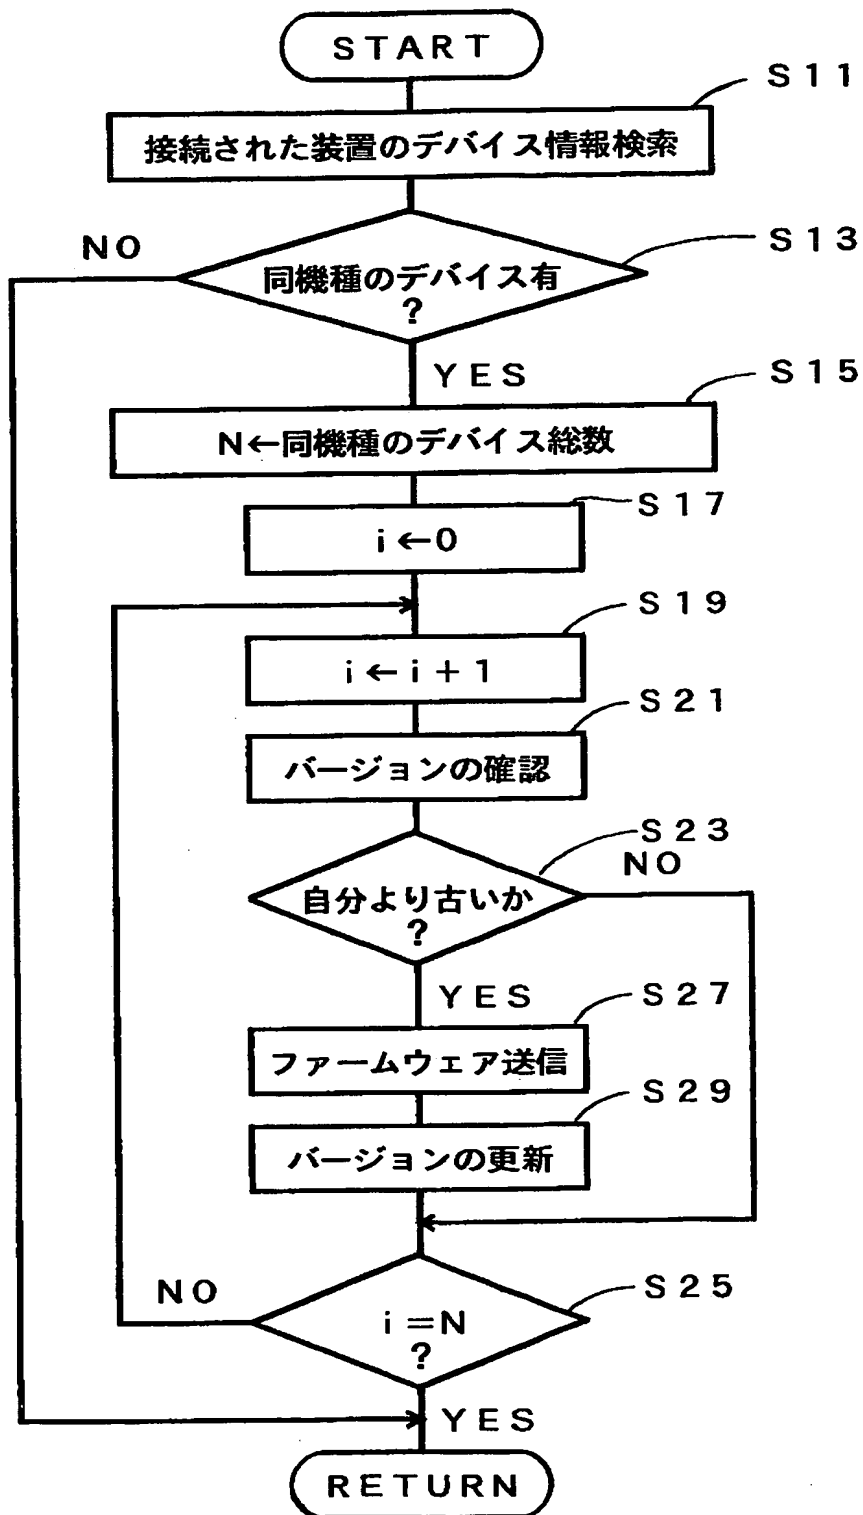 START
S11
接続された装置のデバイス情報検索
NO
S13
同機種のデバイス有
?
YES
S15
N←同機種のデバイス総数
S17
i←0
S19
i←i+1
S21
バージョンの確認
S23
NO
自分より古いか
?
YES
S27
ファームウェア送信
S29
バージョンの更新
NO
S25
i=N
?
YES
RETURN